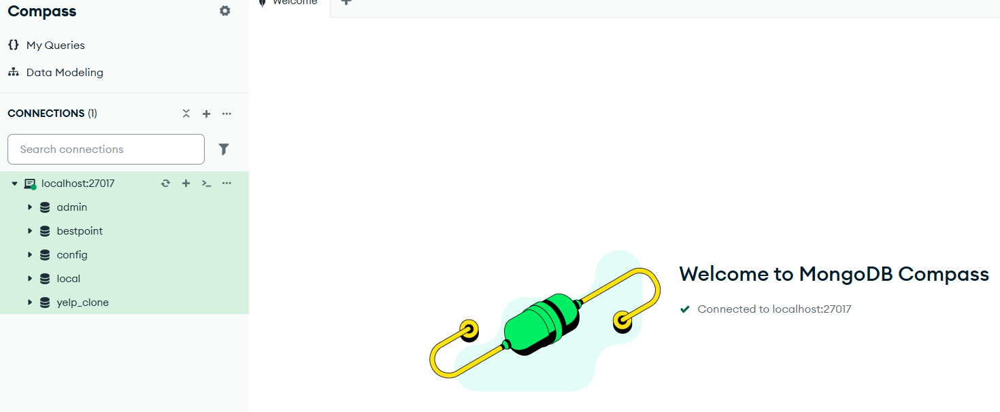 Compass
Welcome
My Queries
Data Modeling
CONNECTIONS (1)
Search connections
localhost:27017
admin
bestpoint
config
local
yelp_clone
Welcome to MongoDB Compass
Connected to localhost:27017